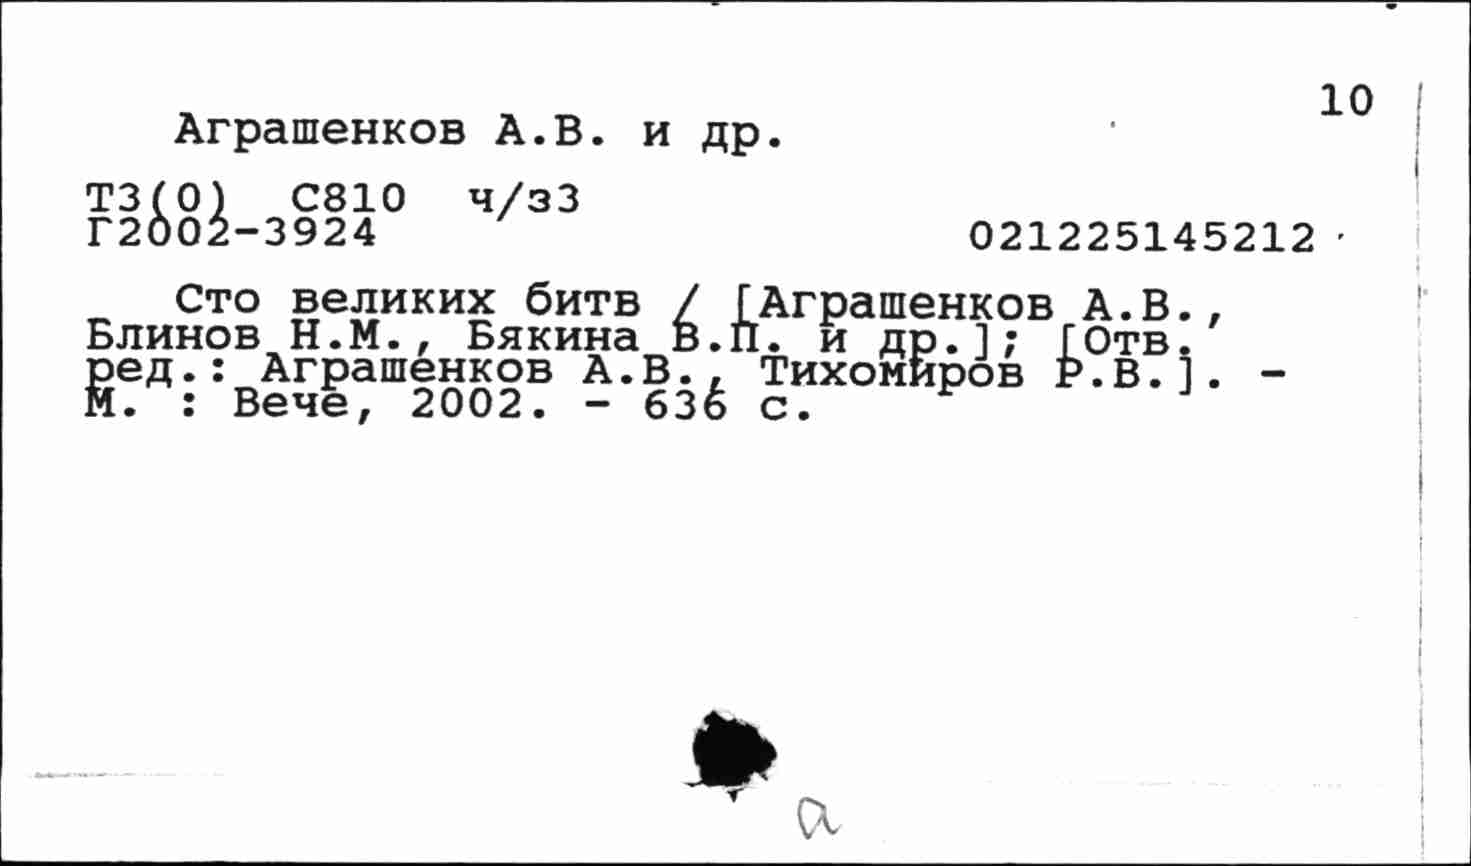 10
Аграшенков А.В. и др.
Т3(0) С810 ч/з3
Г2002-3924 021225145212
Сто великих битв / [Аграшенков А.В.,
Блинов Н.М., Бякина В.П. и др.]; [Отв.
ред.: Аграшенков А.В., Тихомиров Р.В.]. -
М. : Вече, 2002. - 636 с.
а